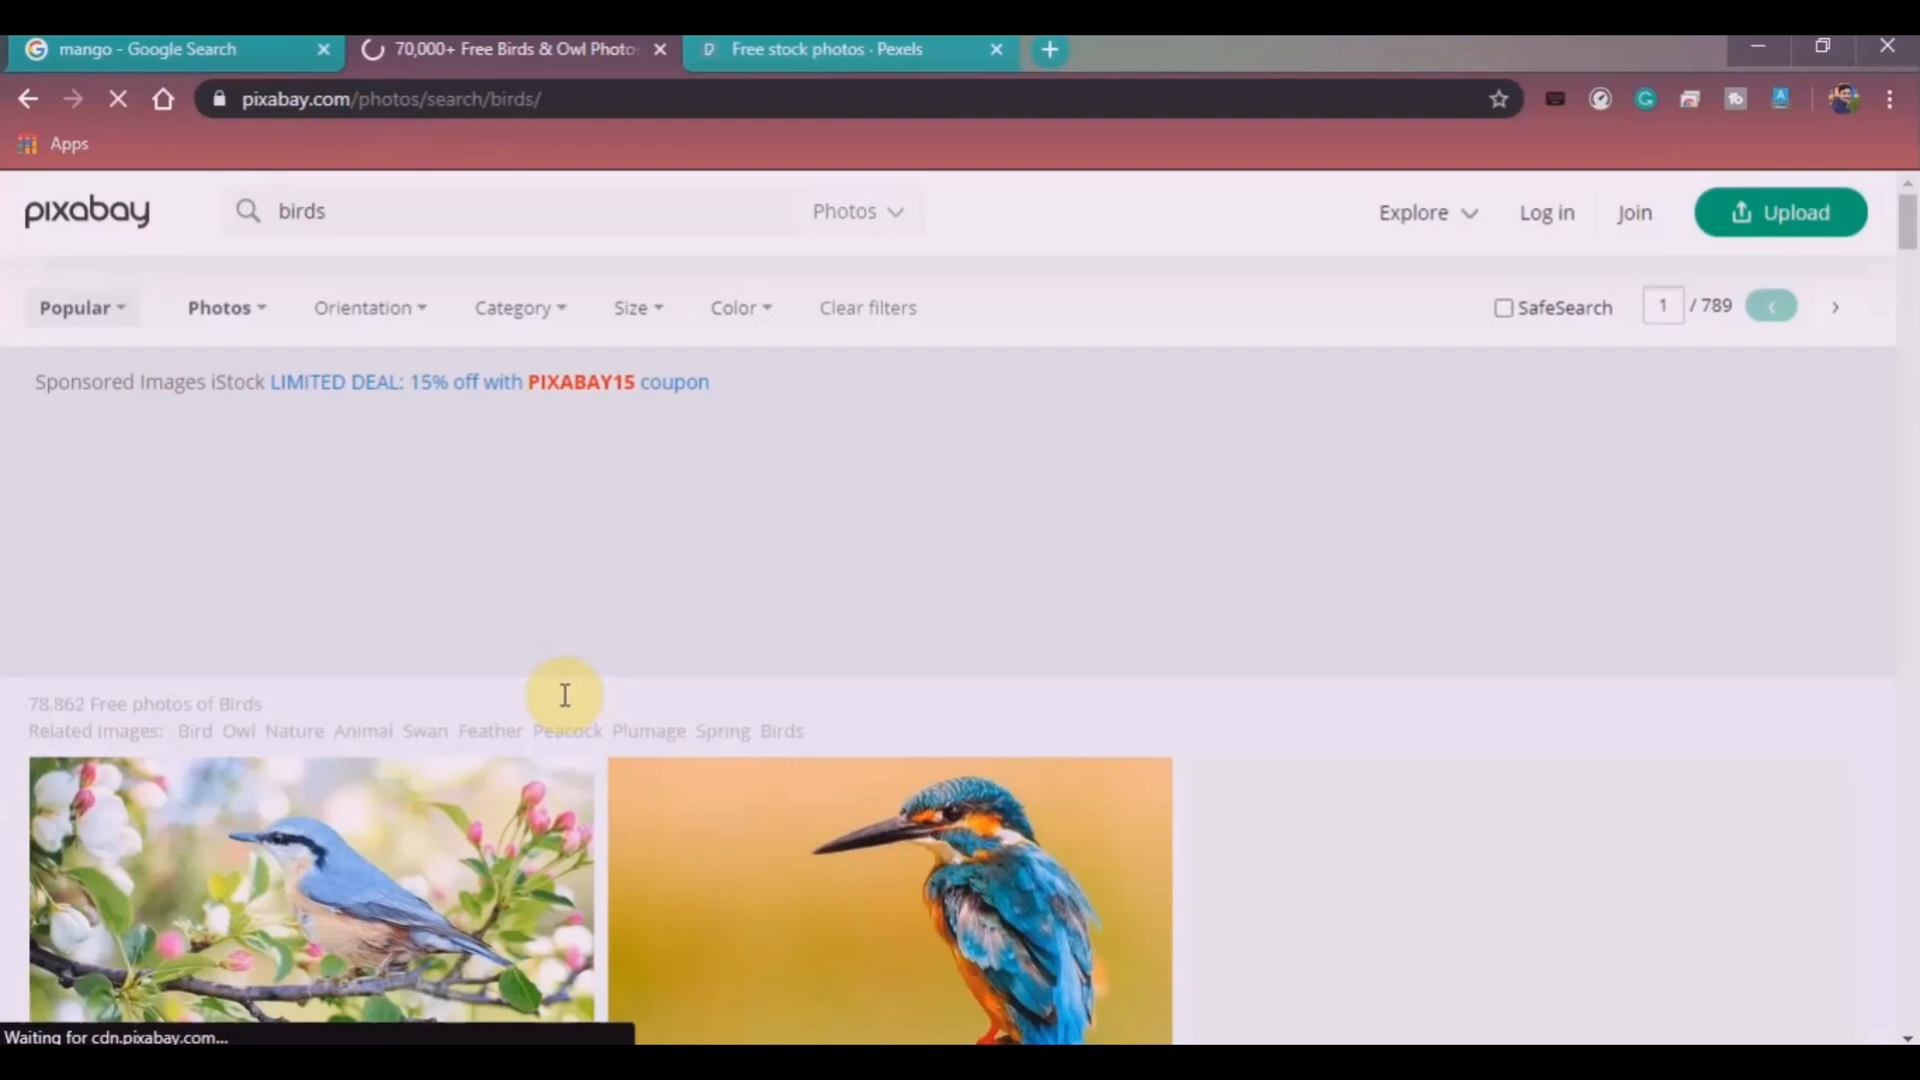 mango - Google Search
70,000+ Free Birds & Owl Photo
Free stock photos · Pexels
pixabay.com/photos/search/birds/
Apps
pixabay
birds
Photos
Explore
Log in
Join
Upload
Popular
Photos
Orientation
Category
Size
Color
Clear filters
SafeSearch
1 / 789
Sponsored Images iStock LIMITED DEAL: 15% off with PIXABAY15 coupon
78,862 Free photos of Birds
Related Images: Bird Owl Nature Animal Swan Feather Peacock Plumage Spring Birds
Waiting for cdn.pixabay.com...